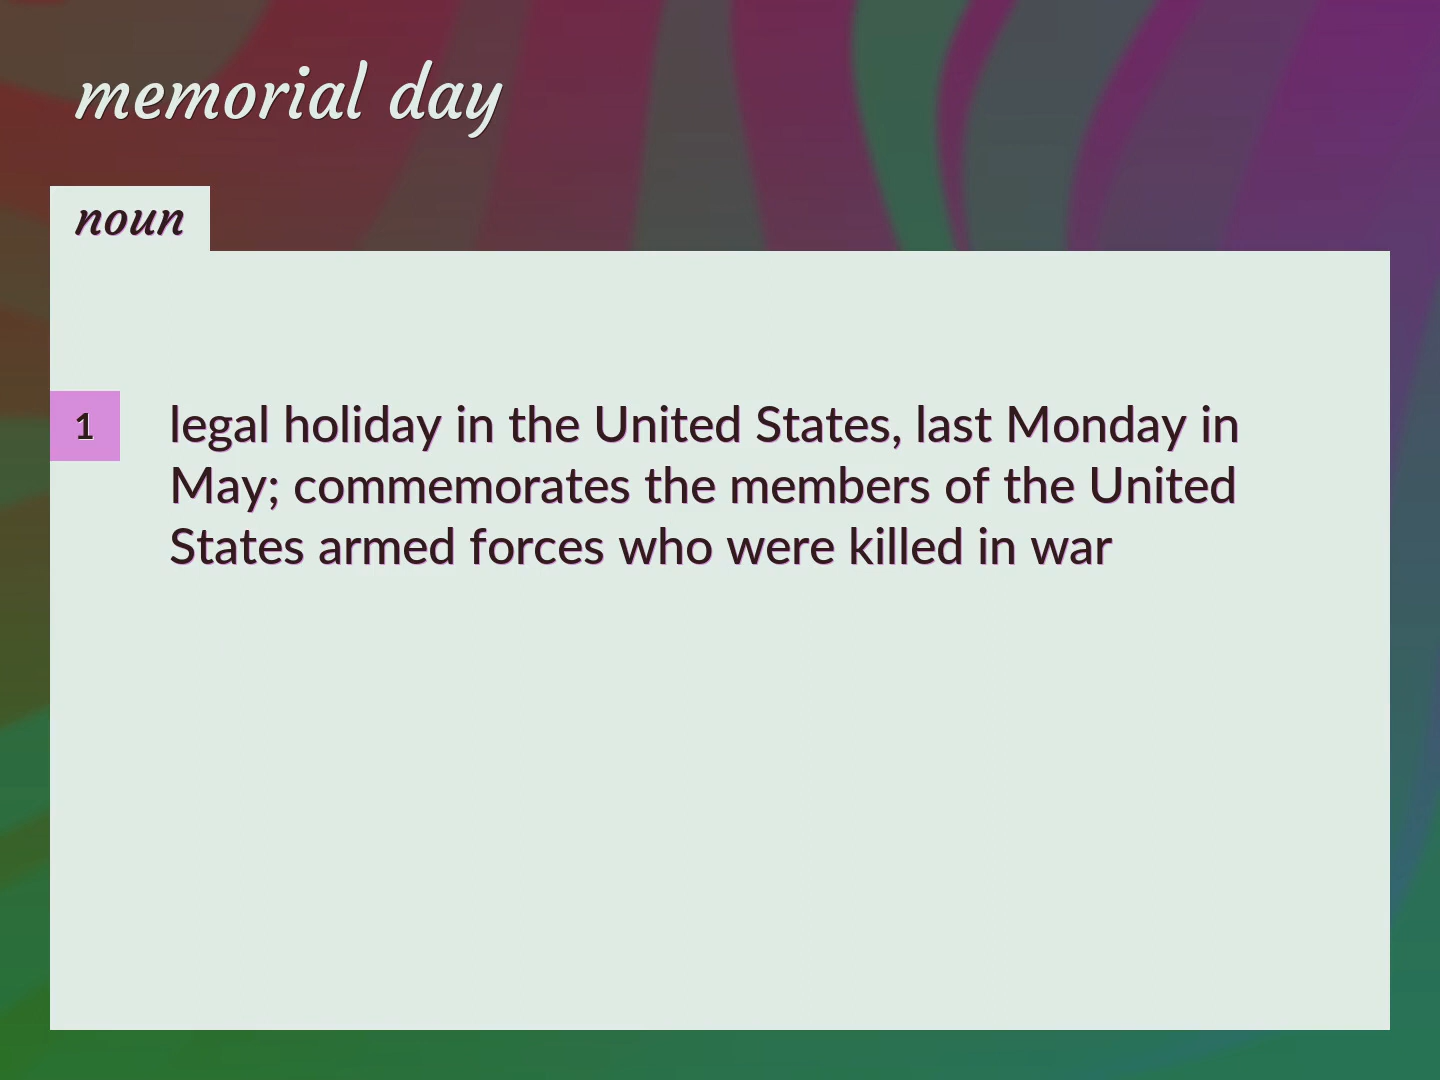 memorial day
noun
1
legal holiday in the United States, last Monday in
May; commemorates the members of the United
States armed forces who were killed in war